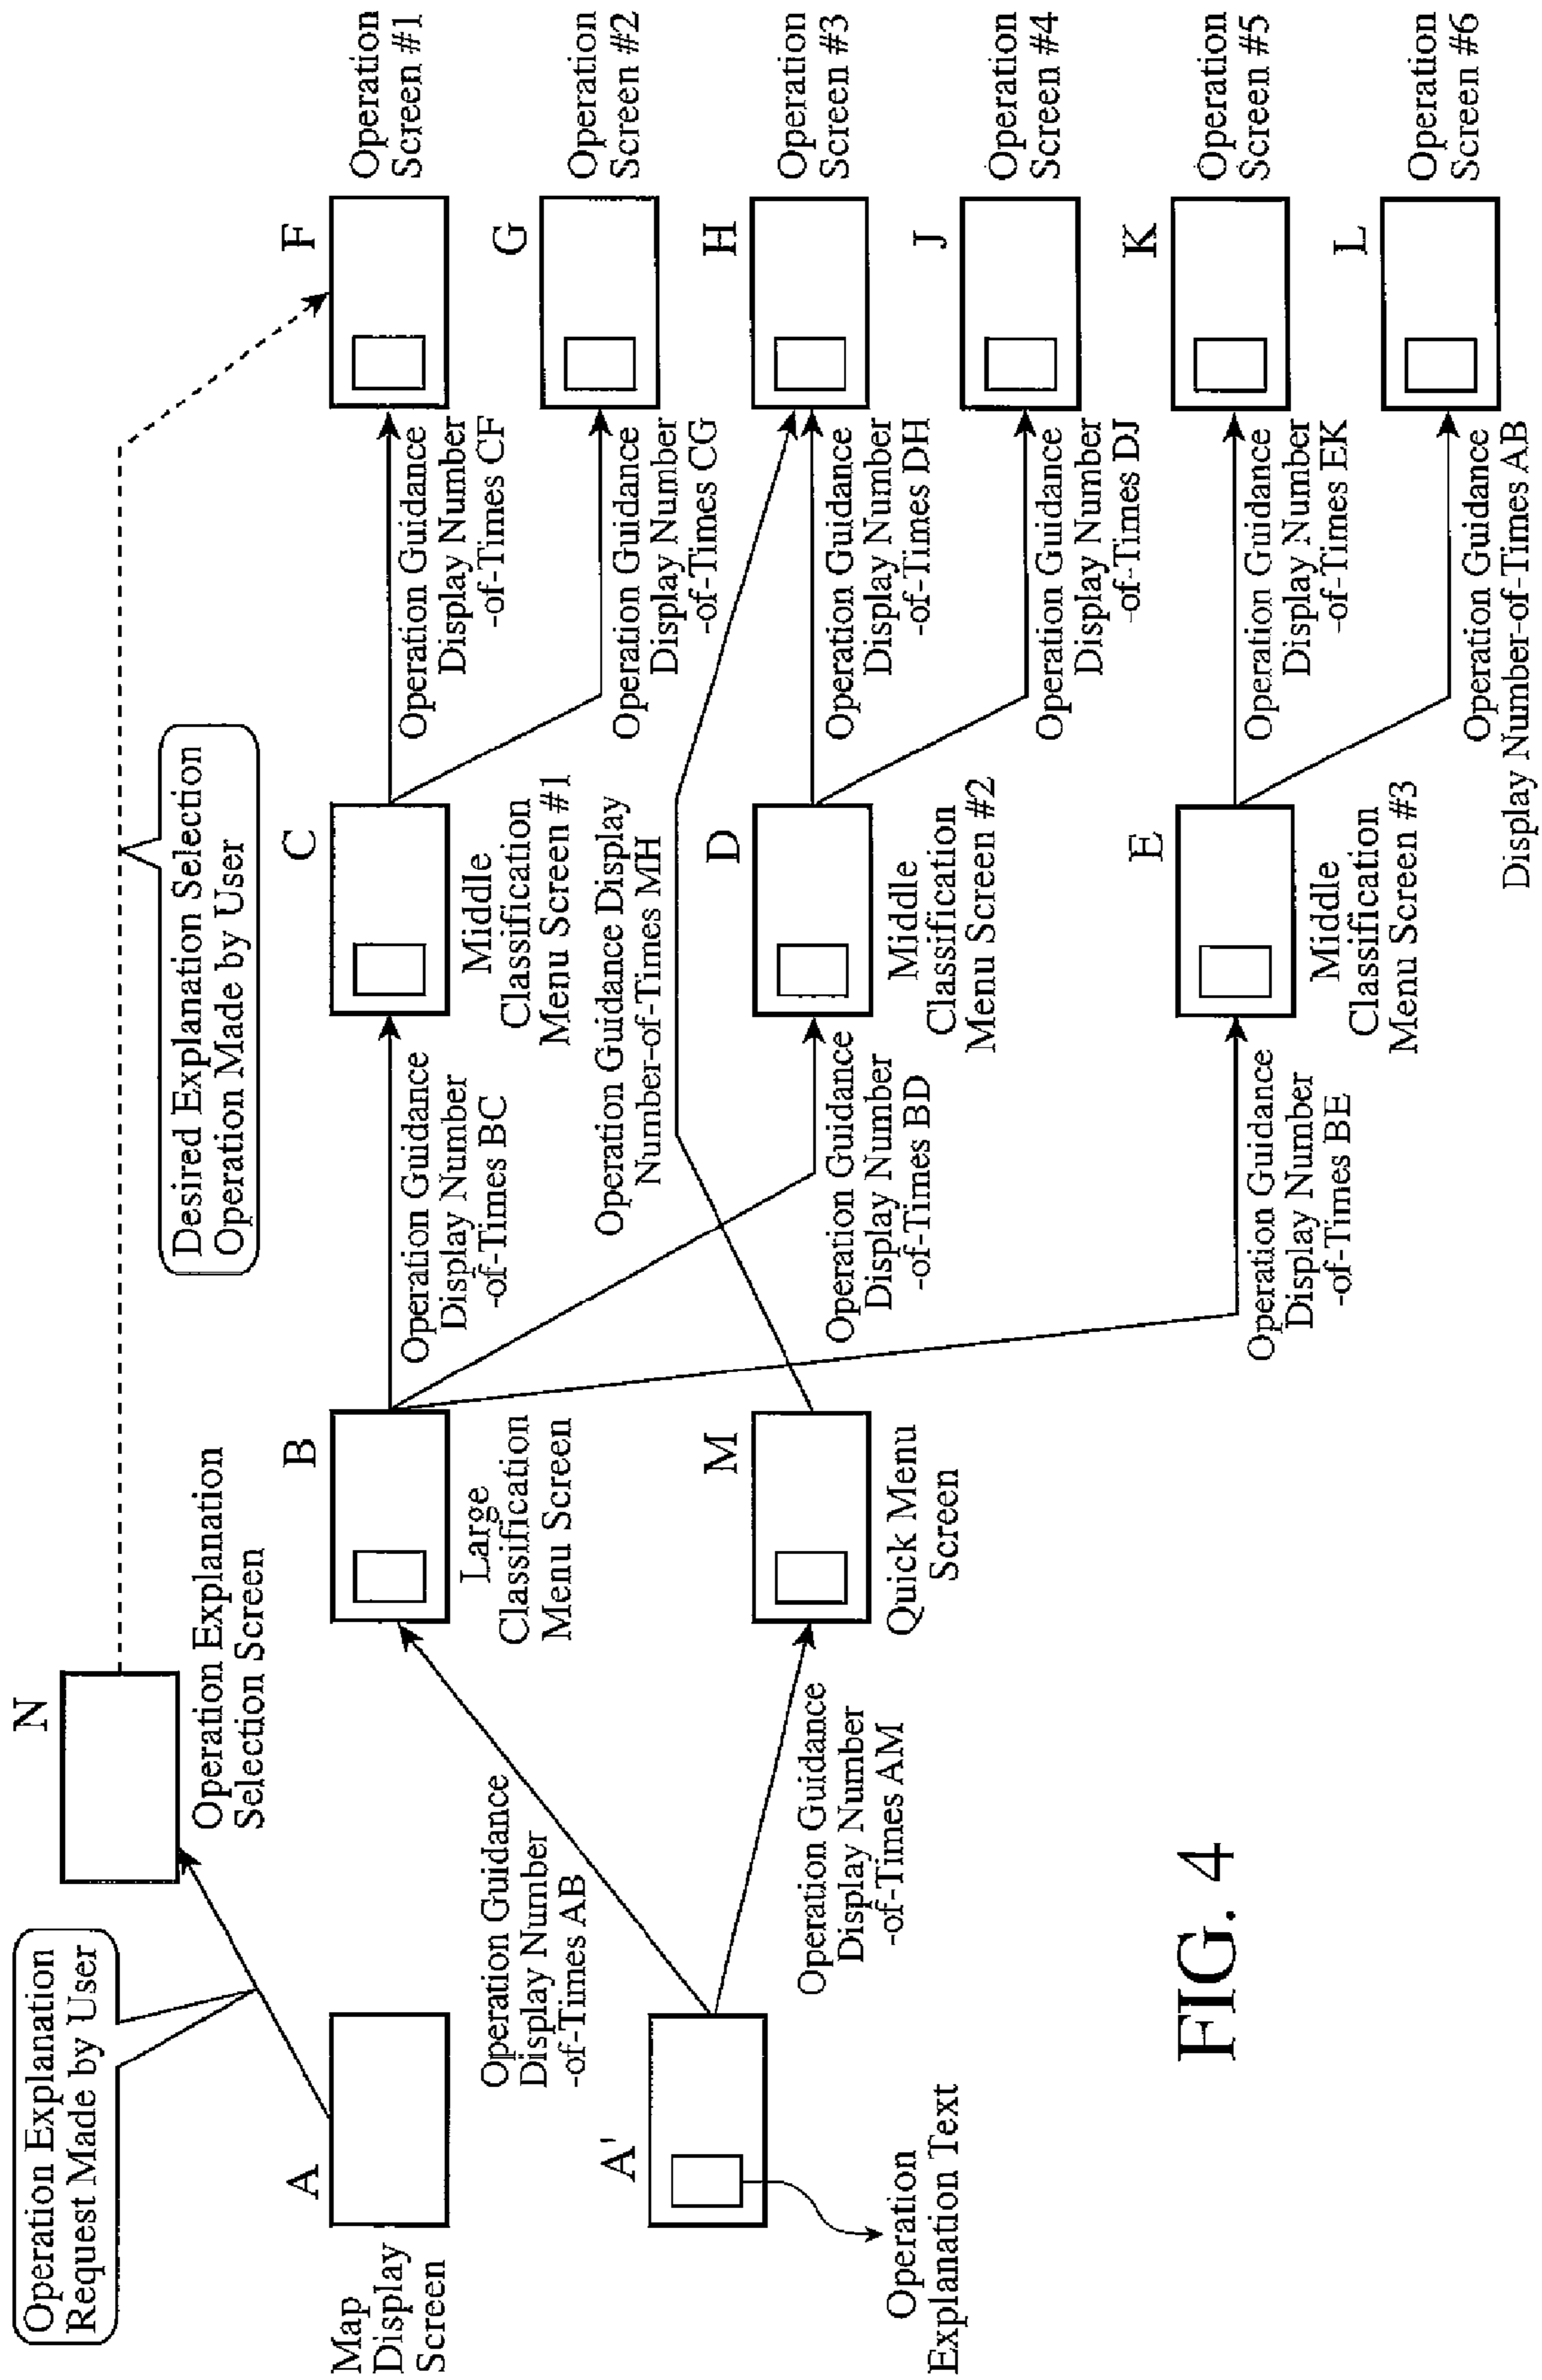 Operation Explanation
Request Made by User
N
Operation Explanation
Selection Screen
Desired Explanation Selection
Operation Made by User
Map
Display
Screen
A
A'
Operation
Explanation Text
Operation Guidance
Display Number
-of-Times AB
Operation Guidance
Display Number
-of-Times AM
B
Large
Classification
Menu Screen
M
Quick Menu
Screen
Operation Guidance
Display Number
-of-Times BC
Operation Guidance Display
Number-of-Times MH
Operation Guidance
Display Number
-of-Times BD
Operation Guidance
Display Number
-of-Times BE
C
Middle
Classification
Menu Screen #1
D
Middle
Classification
Menu Screen #2
E
Middle
Classification
Menu Screen #3
Operation Guidance
Display Number
-of-Times CF
Operation Guidance
Display Number
-of-Times CG
Operation Guidance
Display Number
-of-Times DH
Operation Guidance
Display Number
-of-Times DJ
Operation Guidance
Display Number
-of-Times EK
Operation Guidance
Display Number-of-Times AB
F
Operation
Screen #1
G
Operation
Screen #2
H
Operation
Screen #3
J
Operation
Screen #4
K
Operation
Screen #5
L
Operation
Screen #6
FIG. 4